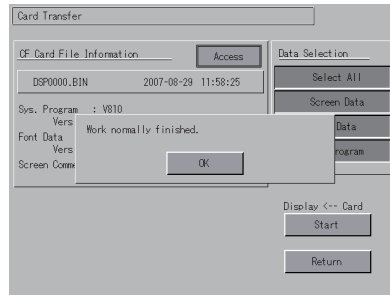 Card Transfer
CF Card File Information
Access
DSP0000.BIN 2007-08-29 11:58:25
Sys. Program : V810
Vers
Font Data
Vers
Screen Comme
Work normally finished.
OK
Data Selection
Select All
Screen Data
Data
rogram
Display <-- Card
Start
Return